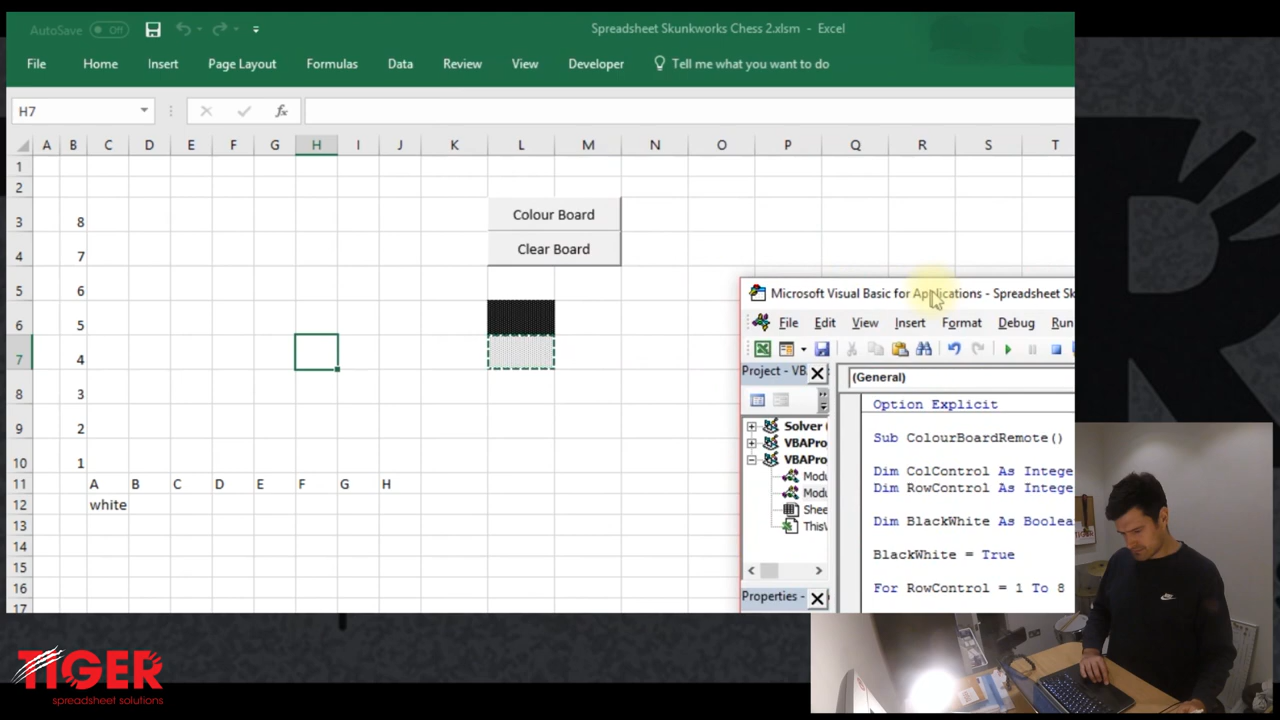 AutoSave Off
Spreadsheet Skunkworks Chess 2.xlsm - Excel
File Home Insert Page Layout Formulas Data Review View Developer Tell me what you want to do
H7 fx
A B C D E F G H I J K L M N O P Q R S T
1
2
3 8 Colour Board
4 7 Clear Board
5 6
6 5
7 4
8 3
9 2
10 1
11 A B C D E F G H
12 white
13
14
15
16
17
Microsoft Visual Basic for Applications - Spreadsheet Sk
File Edit View Insert Format Debug Run
Project - VB
(General)
Solver (
VBAPro
VBAPro
Modu
Modu
Shee
ThisV
Properties -
Option Explicit
Sub ColourBoardRemote()
Dim ColControl As Intege
Dim RowControl As Intege
Dim BlackWhite As Boolea
BlackWhite = True
For RowControl = 1 To 8
TIGER
spreadsheet solutions